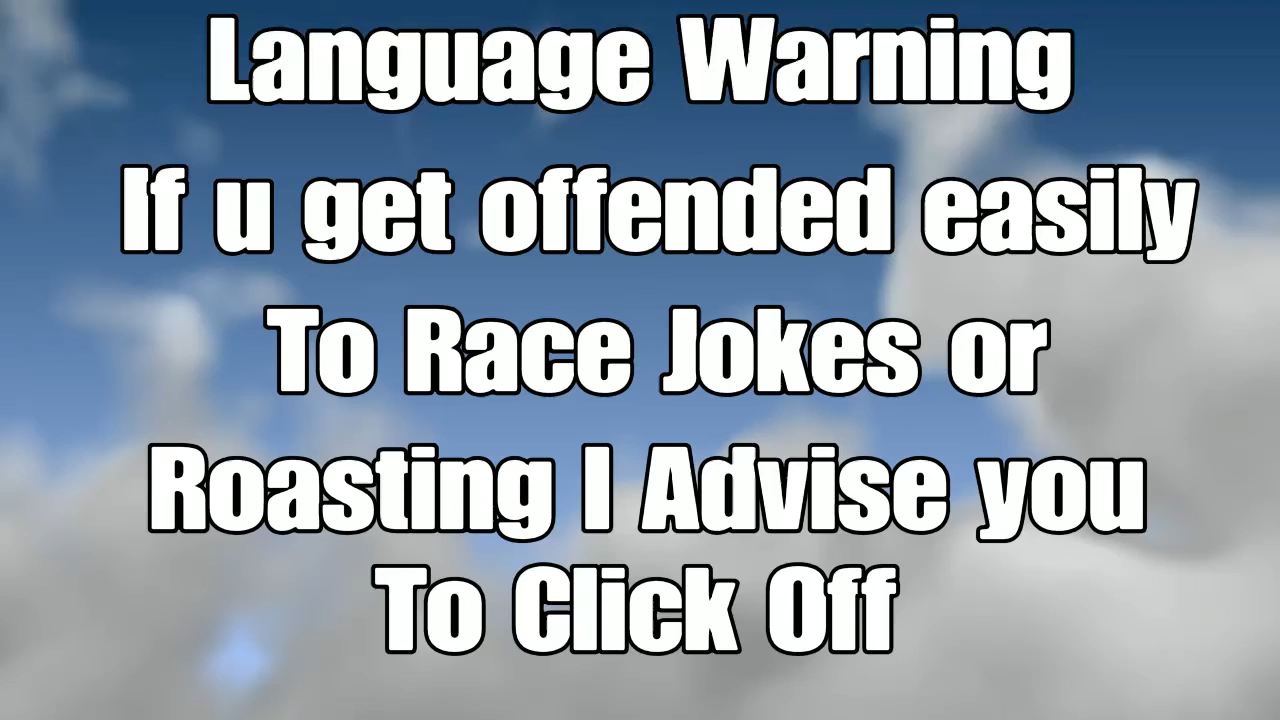 Language Warning
If u get offended easily
To Race Jokes or
Roasting I Advise you
To Click Off